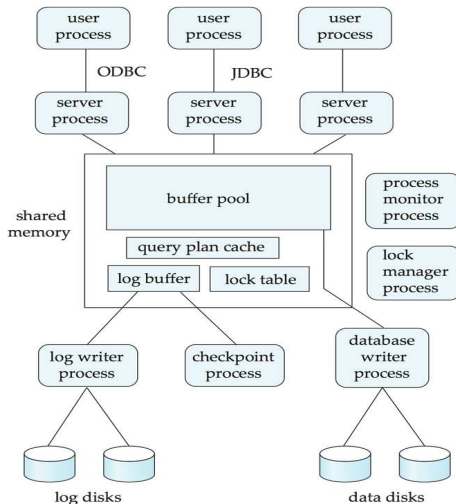 user
process
user
process
user
process
ODBC
JDBC
server
process
server
process
server
process
shared
memory
buffer pool
query plan cache
log buffer
lock table
process
monitor
process
lock
manager
process
log writer
process
checkpoint
process
database
writer
process
log disks
data disks